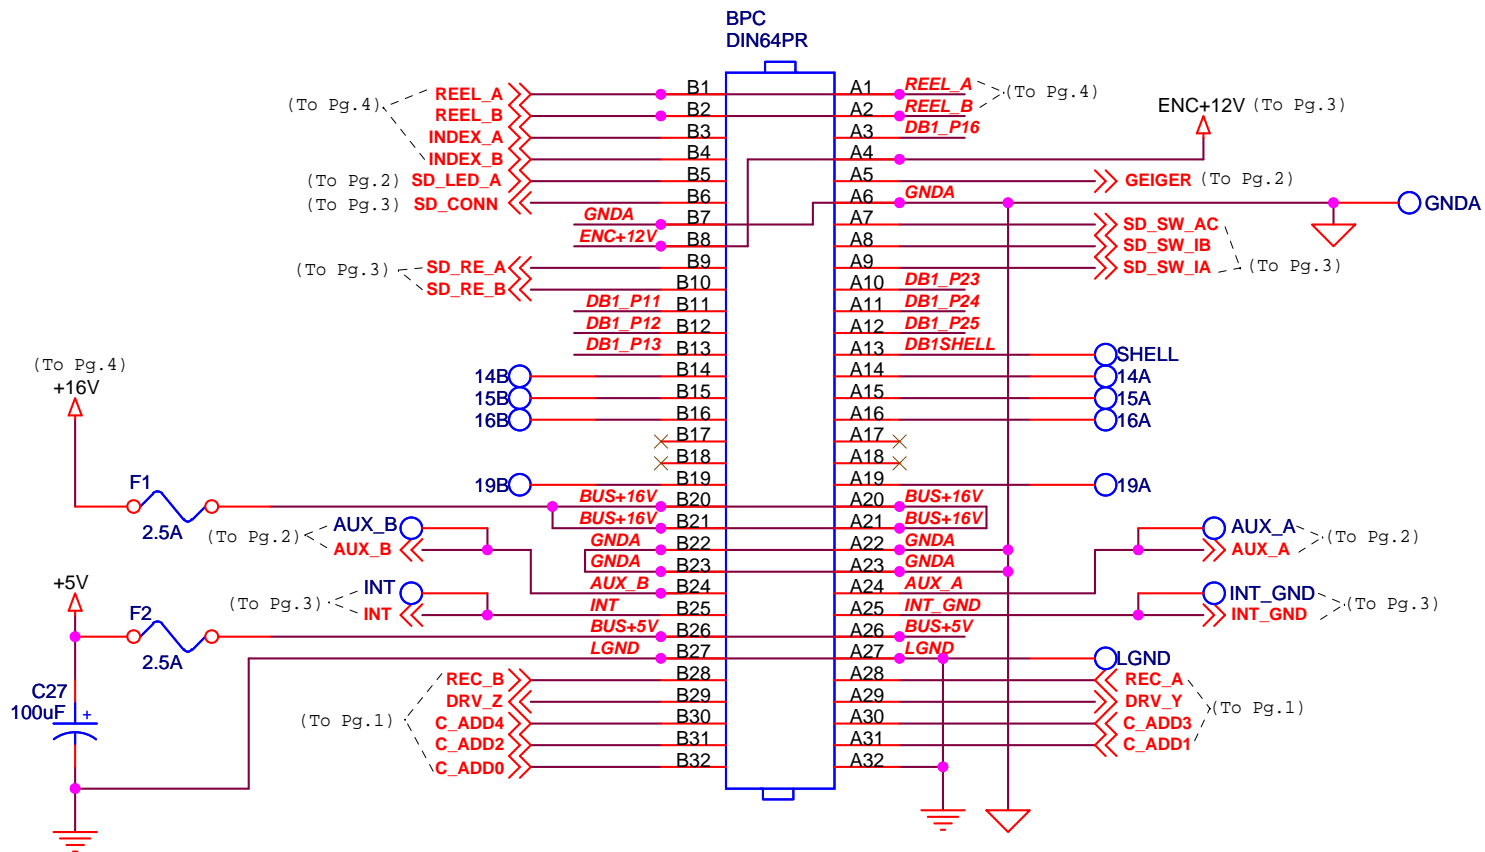 BPC
DIN64PR
REEL_A B1 A1 REEL_A
(To Pg.4) (To Pg.4)
REEL_B B2 A2 REEL_B ENC+12V (To Pg.3)
INDEX_A B3 A3 DB1_P16
INDEX_B B4 A4
(To Pg.2) SD_LED_A B5 A5 GEIGER (To Pg.2)
(To Pg.3) SD_CONN B6 A6 GNDA GNDA
GNDA B7 A7 SD_SW_AC
ENC+12V B8 A8 SD_SW_IB
(To Pg.3) SD_RE_A B9 A9 SD_SW_IA (To Pg.3)
SD_RE_B B10 A10 DB1_P23
DB1_P11 B11 A11 DB1_P24
DB1_P12 B12 A12 DB1_P25
DB1_P13 B13 A13 DB1SHELL SHELL
(To Pg.4)
+16V
14B B14 A14 14A
15B B15 A15 15A
16B B16 A16 16A
B17 A17
B18 A18
19B B19 A19 19A
F1 BUS+16V B20 A20 BUS+16V
2.5A BUS+16V B21 A21 BUS+16V
(To Pg.2) AUX_B AUX_A (To Pg.2)
AUX_B GNDA B22 A22 GNDA AUX_A
GNDA B23 A23 GNDA
+5V INT AUX_B B24 A24 AUX_A INT_GND
(To Pg.3) (To Pg.3)
INT INT B25 A25 INT_GND INT_GND
F2 BUS+5V B26 A26 BUS+5V
2.5A LGND B27 A27 LGND LGND
C27 REC_B B28 A28 REC_A
100uF + DRV_Z B29 A29 DRV_Y
(To Pg.1) (To Pg.1)
C_ADD4 B30 A30 C_ADD3
C_ADD2 B31 A31 C_ADD1
C_ADD0 B32 A32